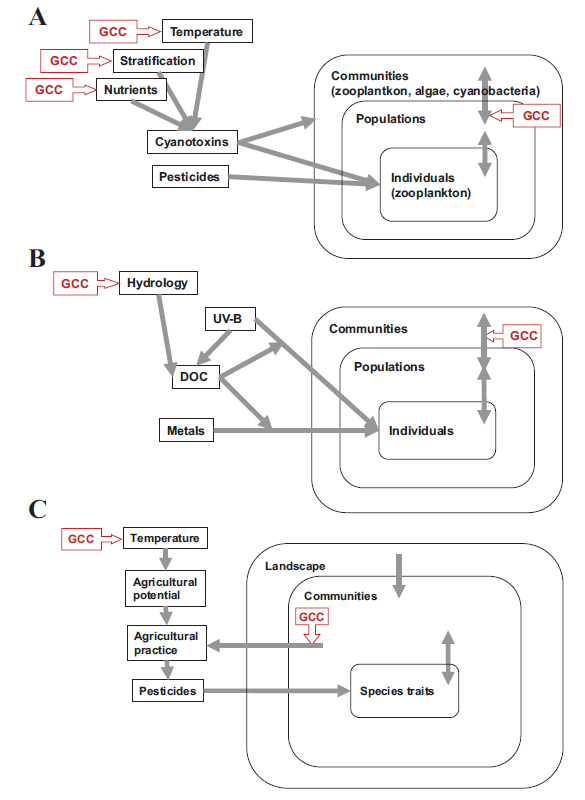 A
GCC
Temperature
GCC
Stratification
GCC
Nutrients
Cyanotoxins
Pesticides
Communities
(zooplantkon, algae, cyanobacteria)
Populations
GCC
Individuals
(zooplankton)
B
GCC
Hydrology
UV-B
DOC
Metals
Communities
GCC
Populations
Individuals
C
GCC
Temperature
Agricultural
potential
Agricultural
practice
Pesticides
Landscape
Communities
GCC
Species traits